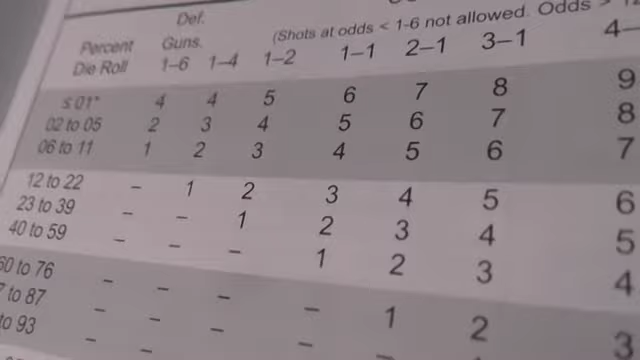 Def.
Percent Guns. (Shots at odds < 1-6 not allowed. Odds >
Die Roll 1–6 1–4 1–2 1–1 2–1 3–1 4–
≤ 01* 4 4 5 6 7 8 9
02 to 05 2 3 4 5 6 7 8
06 to 11 1 2 3 4 5 6 7
12 to 22 – 1 2 3 4 5 6
23 to 39 – – 1 2 3 4 5
40 to 59 – – – 1 2 3 4
60 to 76 – – – – 1 2 3
to 87 – – – – –
to 93 – –